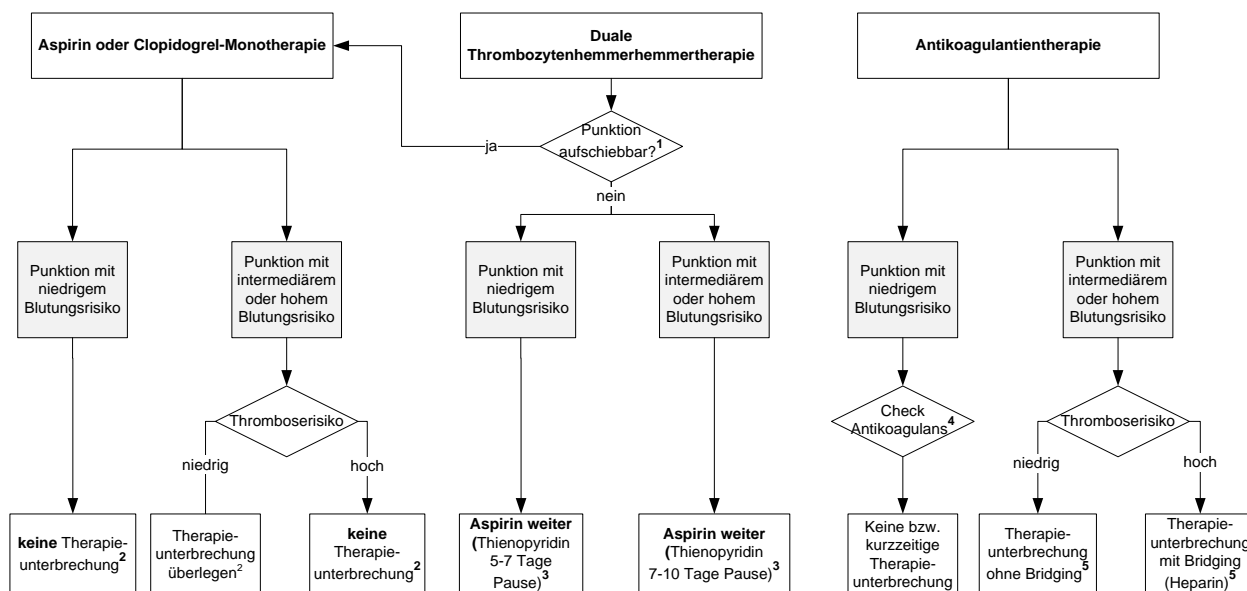 Aspirin oder Clopidogrel-Monotherapie
Duale
Thrombozytenhemmerhemmertherapie
Antikoagulantientherapie
Punktion
aufschiebbar?¹
ja
nein
Punktion mit
niedrigem
Blutungsrisiko
Punktion mit
intermediärem
oder hohem
Blutungsrisiko
Punktion mit
niedrigem
Blutungsrisiko
Punktion mit
intermediärem
oder hohem
Blutungsrisiko
Punktion mit
niedrigem
Blutungsrisiko
Punktion mit
intermediärem
oder hohem
Blutungsrisiko
Thromboserisiko
niedrig
hoch
Check
Antikoagulans⁴
Thromboserisiko
niedrig
hoch
keine Therapie-
unterbrechung²
Therapie-
unterbrechung
überlegen²
keine
Therapie-
unterbrechung²
Aspirin weiter
(Thienopyridin
5-7 Tage
Pause)³
Aspirin weiter
(Thienopyridin
7-10 Tage Pause)³
Keine bzw.
kurzzeitige
Therapie-
unterbrechung
Therapie-
unterbrechung
ohne Bridging⁵
Therapie-
unterbrechung
mit Bridging
(Heparin)⁵